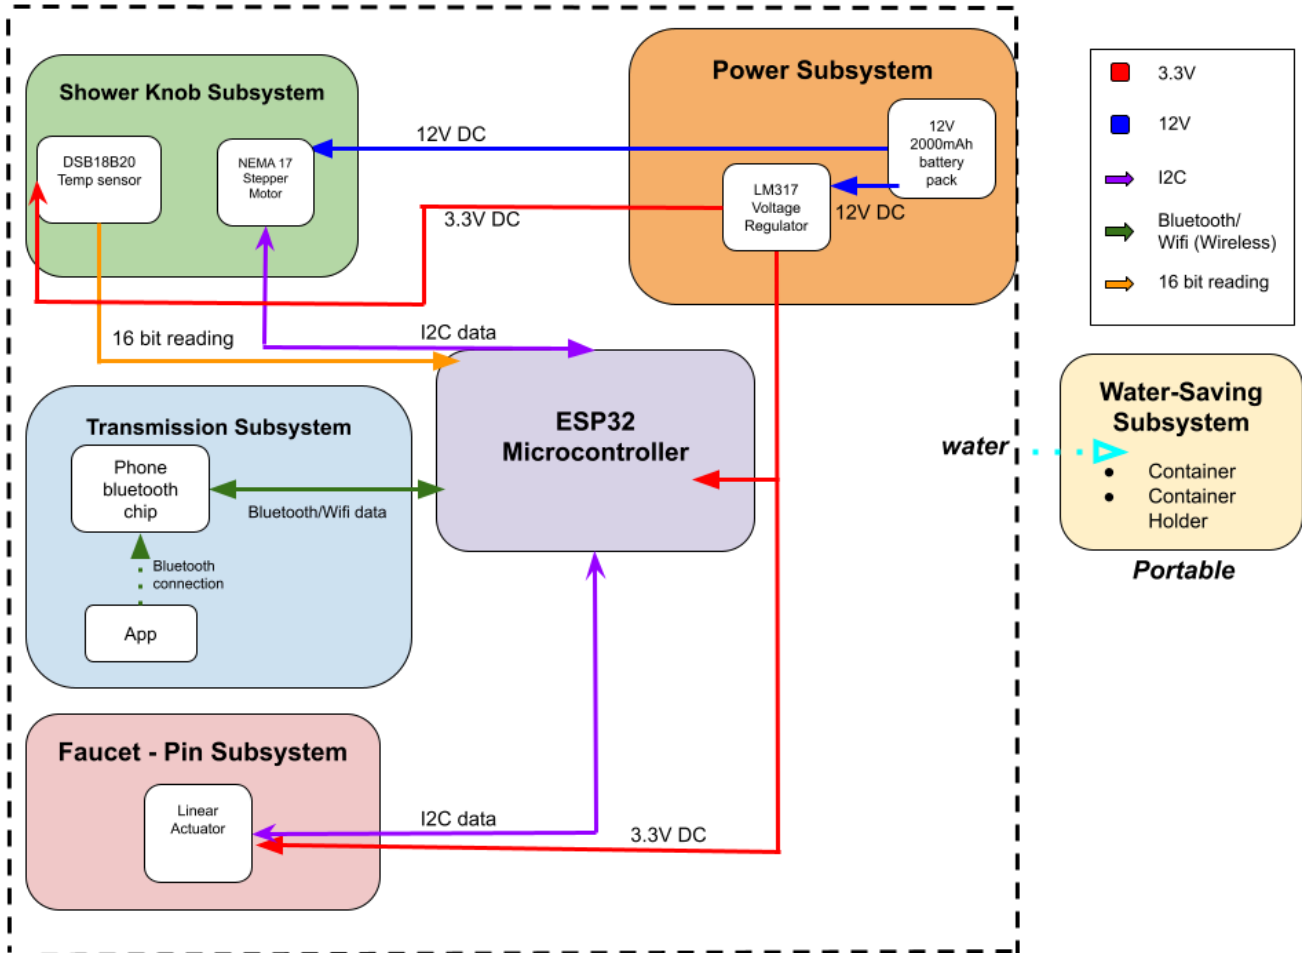 Shower Knob Subsystem
DSB18B20
Temp sensor
NEMA 17
Stepper
Motor
12V DC
Power Subsystem
12V
2000mAh
battery
pack
LM317
Voltage
Regulator
12V DC
3.3V DC
16 bit reading
I2C data
Transmission Subsystem
Phone
bluetooth
chip
Bluetooth/Wifi data
Bluetooth
connection
App
ESP32
Microcontroller
Faucet - Pin Subsystem
Linear
Actuator
I2C data
3.3V DC
3.3V
12V
I2C
Bluetooth/
Wifi (Wireless)
16 bit reading
water
Water-Saving
Subsystem
● Container
● Container
Holder
Portable